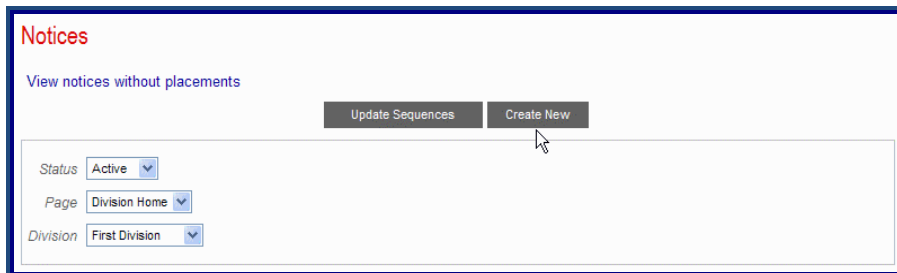 Notices
View notices without placements
Update Sequences Create New
Status Active
Page Division Home
Division First Division